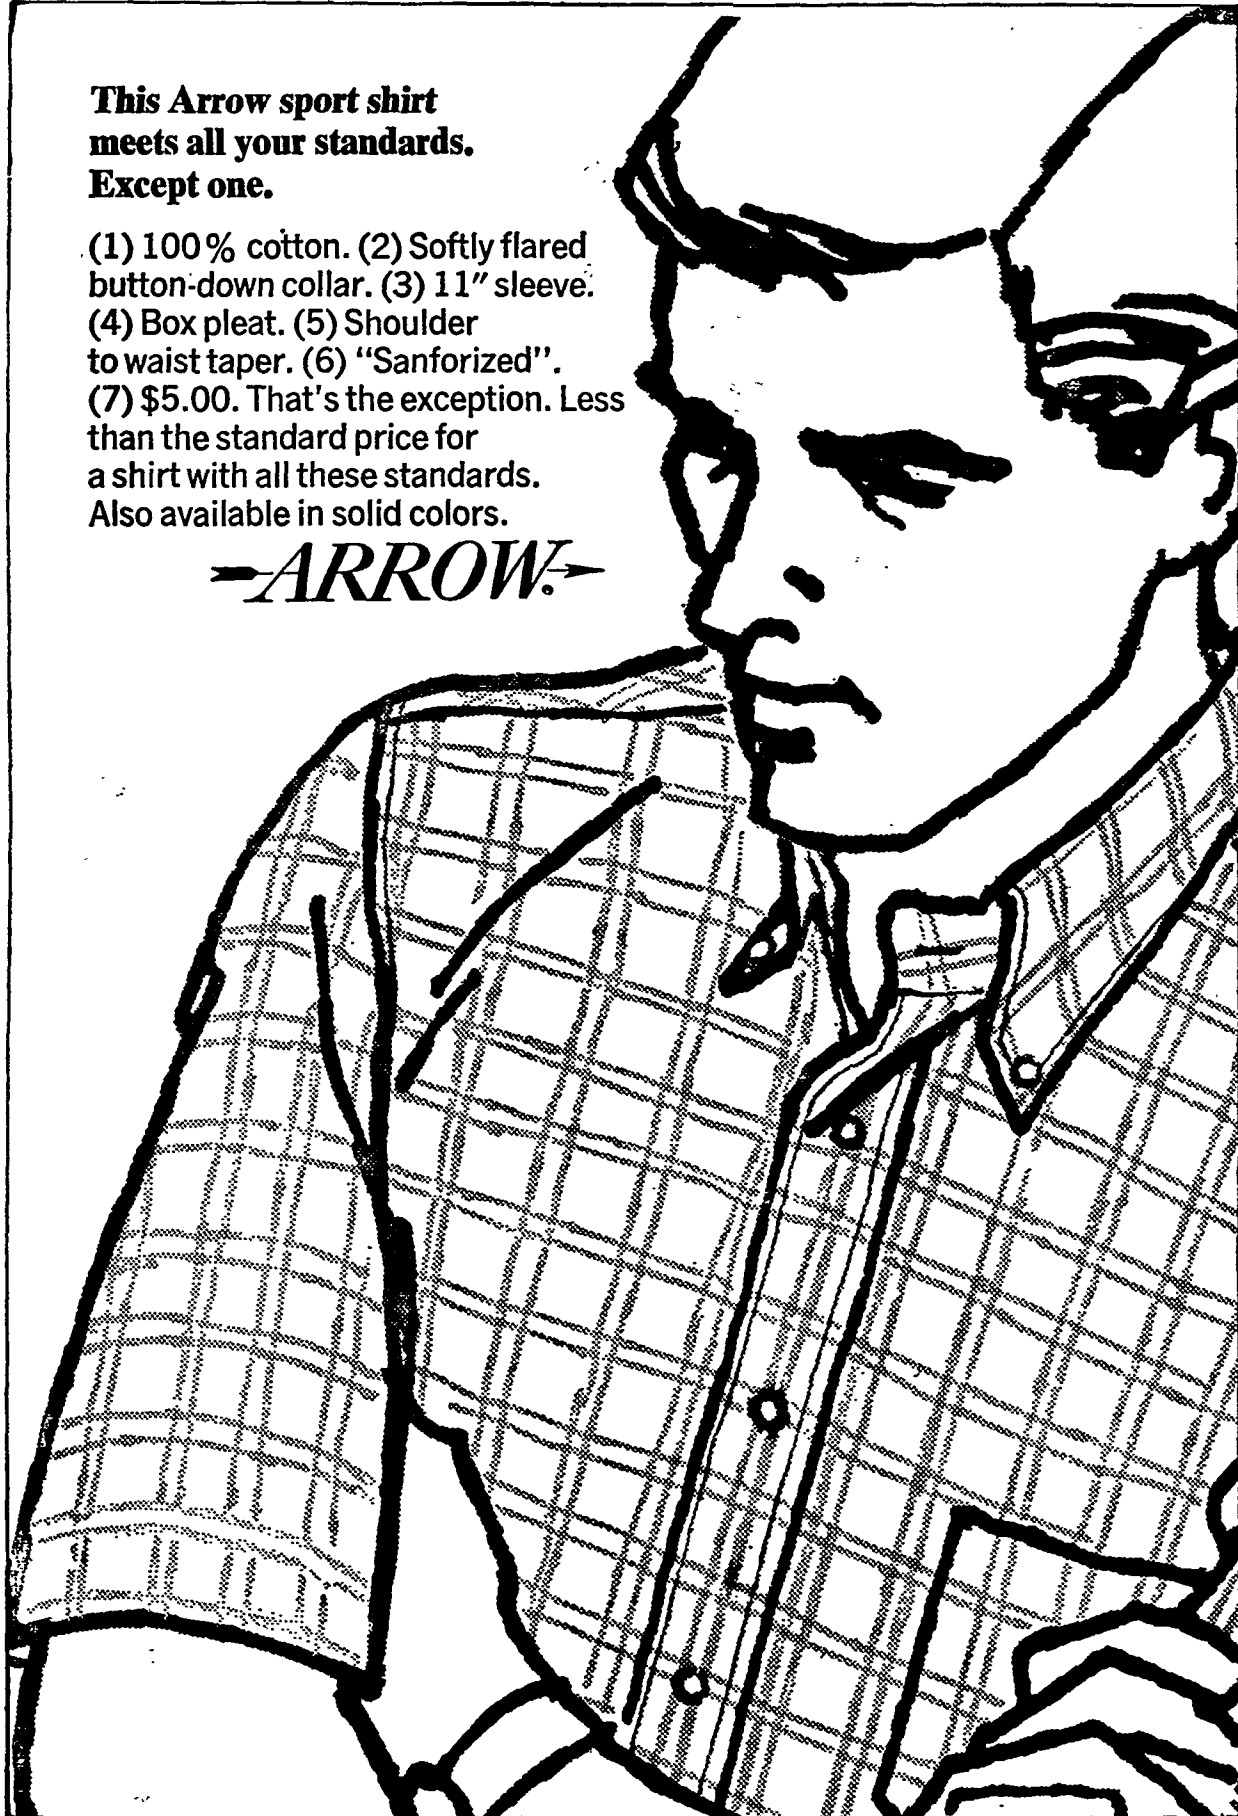 This Arrow sport shirt
meets all your standards.
Except one.
(1) 100% cotton. (2) Softly flared
button-down collar. (3) 11" sleeve.
(4) Box pleat. (5) Shoulder
to waist taper. (6) "Sanforized".
(7) $5.00. That's the exception. Less
than the standard price for
a shirt with all these standards.
Also available in solid colors.
ARROW.